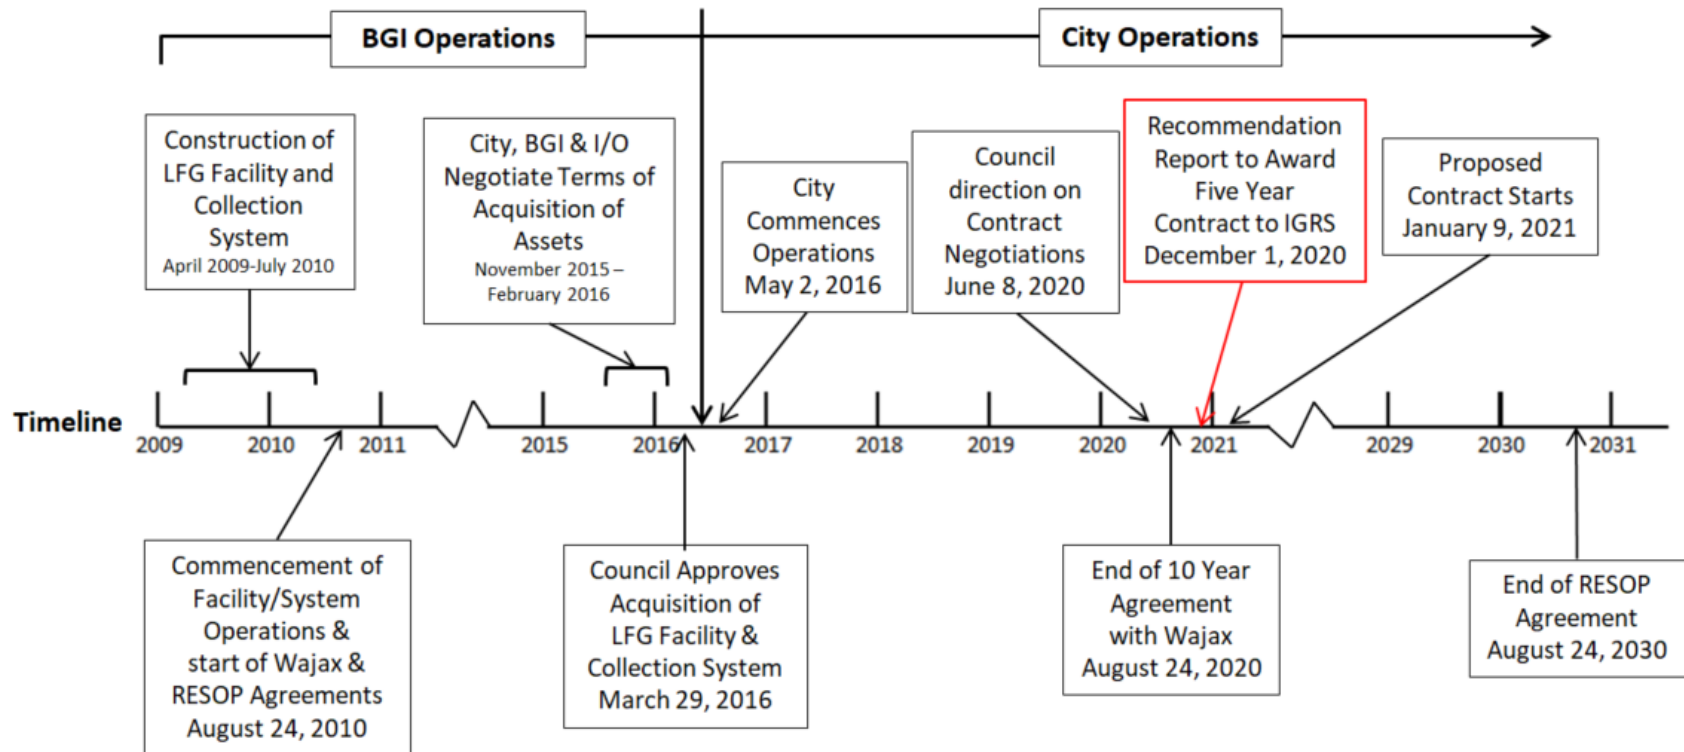 BGI Operations
City Operations
Construction of
LFG Facility and
Collection
System
April 2009-July 2010
City, BGI & I/O
Negotiate Terms of
Acquisition of
Assets
November 2015 –
February 2016
City
Commences
Operations
May 2, 2016
Council
direction on
Contract
Negotiations
June 8, 2020
Recommendation
Report to Award
Five Year
Contract to IGRS
December 1, 2020
Proposed
Contract Starts
January 9, 2021
Timeline
2009
2010
2011
2015
2016
2017
2018
2019
2020
2021
2029
2030
2031
Commencement of
Facility/System
Operations &
start of Wajax &
RESOP Agreements
August 24, 2010
Council Approves
Acquisition of
LFG Facility &
Collection System
March 29, 2016
End of 10 Year
Agreement
with Wajax
August 24, 2020
End of RESOP
Agreement
August 24, 2030